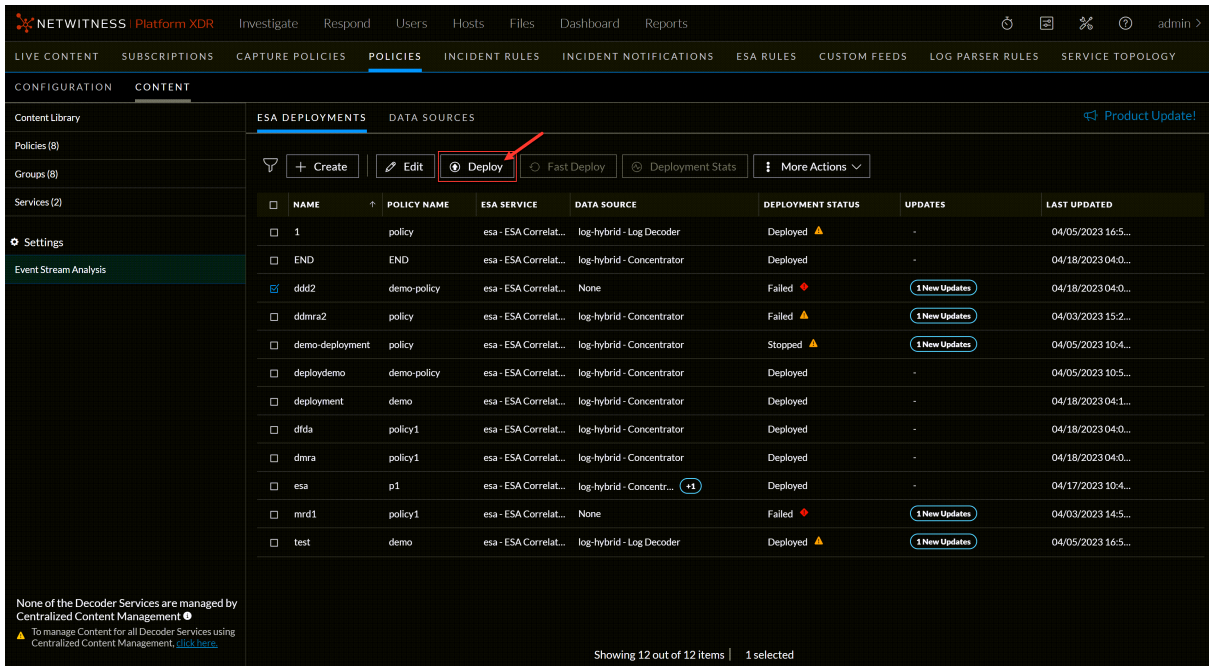 NETWITNESS | Platform XDR Investigate Respond Users Hosts Files Dashboard Reports admin >
LIVE CONTENT SUBSCRIPTIONS CAPTURE POLICIES POLICIES INCIDENT RULES INCIDENT NOTIFICATIONS ESA RULES CUSTOM FEEDS LOG PARSER RULES SERVICE TOPOLOGY
CONFIGURATION CONTENT
Content Library
Policies (8)
Groups (8)
Services (2)
Settings
Event Stream Analysis
None of the Decoder Services are managed by
Centralized Content Management
To manage Content for all Decoder Services using
Centralized Content Management, click here.
ESA DEPLOYMENTS DATA SOURCES Product Update!
+ Create Edit Deploy Fast Deploy Deployment Stats More Actions
NAME ↑ POLICY NAME ESA SERVICE DATA SOURCE DEPLOYMENT STATUS UPDATES LAST UPDATED
1 policy esa - ESA Correlat... log-hybrid - Log Decoder Deployed - 04/05/2023 16:5...
END END esa - ESA Correlat... log-hybrid - Concentrator Deployed - 04/18/2023 04:0...
ddd2 demo-policy esa - ESA Correlat... None Failed 1 New Updates 04/18/2023 04:0...
ddmra2 policy esa - ESA Correlat... log-hybrid - Concentrator Failed 1 New Updates 04/03/2023 15:2...
demo-deployment policy esa - ESA Correlat... log-hybrid - Concentrator Stopped 1 New Updates 04/05/2023 10:4...
deploydemo demo-policy esa - ESA Correlat... log-hybrid - Concentrator Deployed - 04/05/2023 10:5...
deployment demo esa - ESA Correlat... log-hybrid - Concentrator Deployed - 04/18/2023 04:1...
dfda policy1 esa - ESA Correlat... log-hybrid - Concentrator Deployed - 04/18/2023 04:0...
dmra policy1 esa - ESA Correlat... log-hybrid - Concentrator Deployed - 04/18/2023 04:0...
esa p1 esa - ESA Correlat... log-hybrid - Concentr... +1 Deployed - 04/17/2023 10:4...
mrd1 policy1 esa - ESA Correlat... None Failed 1 New Updates 04/03/2023 14:5...
test demo esa - ESA Correlat... log-hybrid - Log Decoder Deployed 1 New Updates 04/05/2023 16:5...
Showing 12 out of 12 items | 1 selected